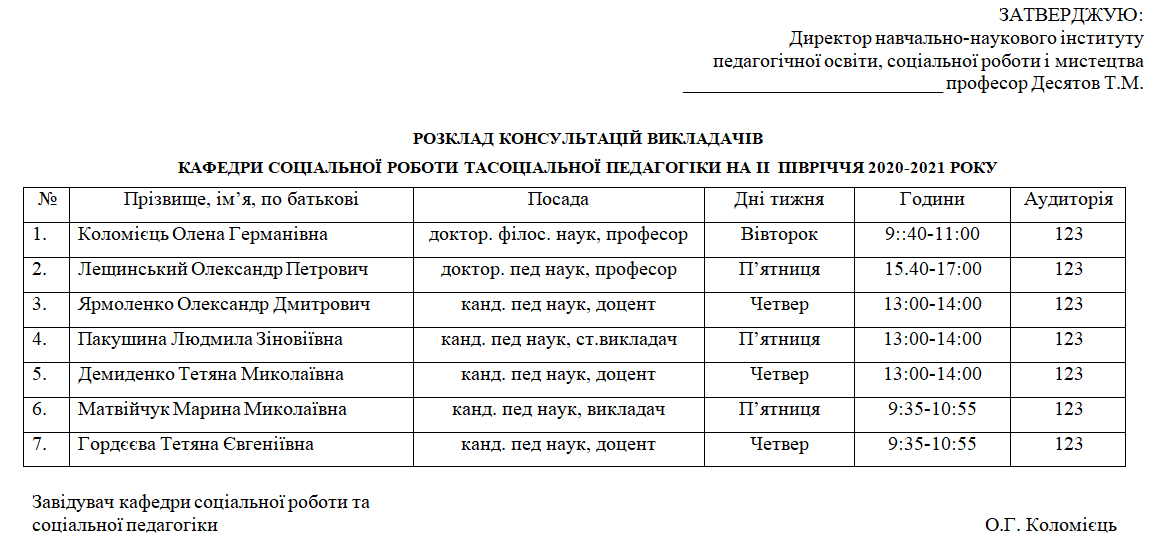 ЗАТВЕРДЖУЮ:
Директор навчально-наукового інституту
педагогічної освіти, соціальної роботи і мистецтва
__________________________ професор Десятов Т.М.
РОЗКЛАД КОНСУЛЬТАЦІЙ ВИКЛАДАЧІВ
КАФЕДРИ СОЦІАЛЬНОЇ РОБОТИ ТАСОЦІАЛЬНОЇ ПЕДАГОГІКИ НА ІІ ПІВРІЧЧЯ 2020-2021 РОКУ
№ Прізвище, ім’я, по батькові Посада Дні тижня Години Аудиторія
1. Коломієць Олена Германівна доктор. філос. наук, професор Вівторок 9::40-11:00 123
2. Лещинський Олександр Петрович доктор. пед наук, професор П’ятниця 15.40-17:00 123
3. Ярмоленко Олександр Дмитрович канд. пед наук, доцент Четвер 13:00-14:00 123
4. Пакушина Людмила Зіновіївна канд. пед наук, ст.викладач П’ятниця 13:00-14:00 123
5. Демиденко Тетяна Миколаївна канд. пед наук, доцент Четвер 13:00-14:00 123
6. Матвійчук Марина Миколаївна канд. пед наук, викладач П’ятниця 9:35-10:55 123
7. Гордєєва Тетяна Євгеніївна канд. пед наук, доцент Четвер 9:35-10:55 123
Завідувач кафедри соціальної роботи та
соціальної педагогіки О.Г. Коломієць